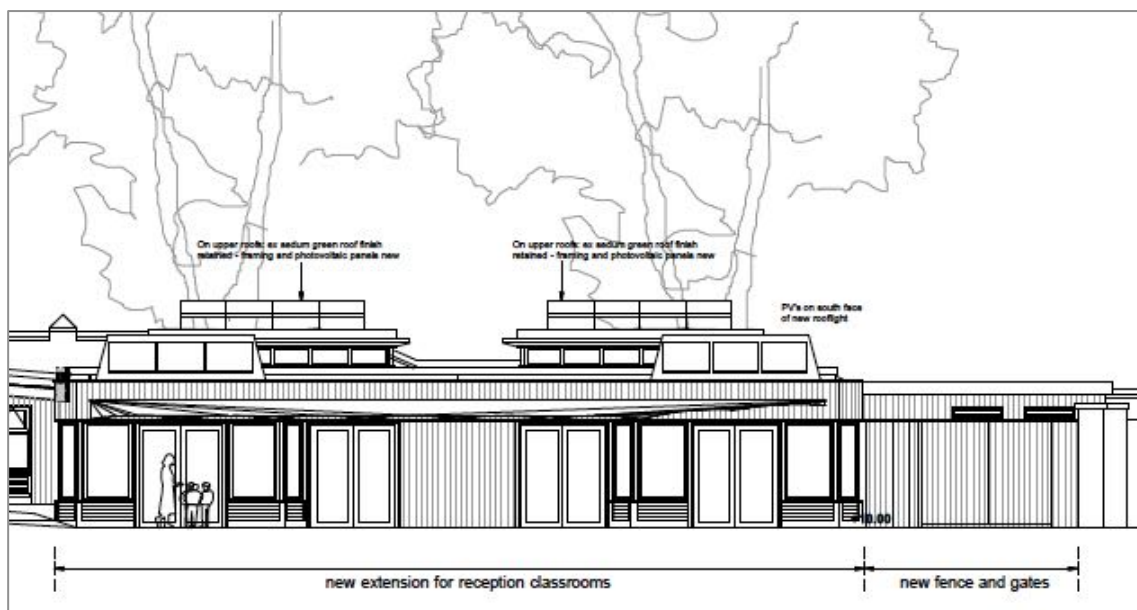 On upper roofs: ex sedum green roof finish
retained - framing and photovoltaic panels new
On upper roofs: ex sedum green roof finish
retained - framing and photovoltaic panels new
PV's on south face
of new rooflight
10.00
new extension for reception classrooms
new fence and gates